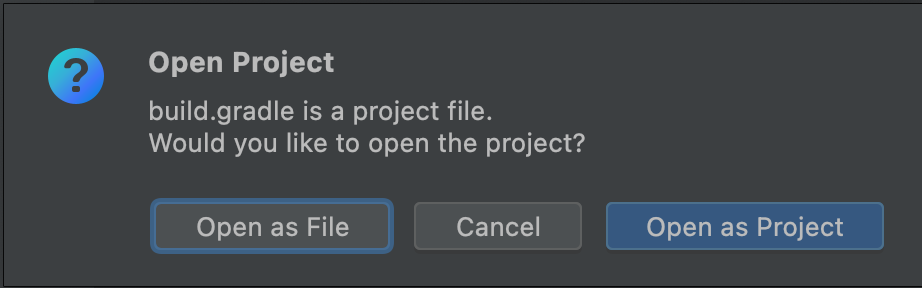 Open Project
build.gradle is a project file.
Would you like to open the project?
Open as File
Cancel
Open as Project